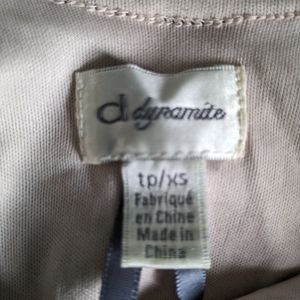 d dynamite
tp/xs
Fabriqué
en Chine
Made in
China